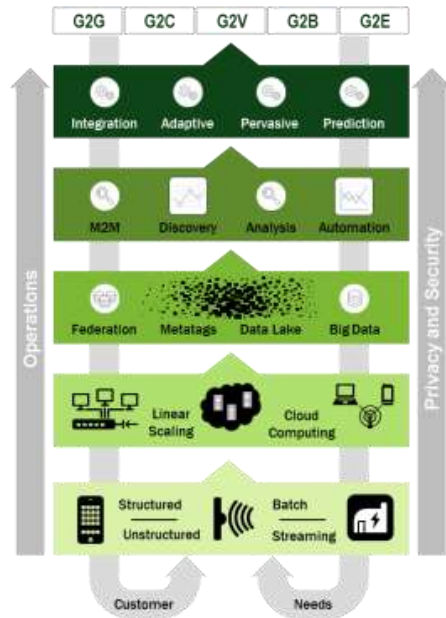 G2G G2C G2V G2B G2E
Integration Adaptive Pervasive Prediction
M2M Discovery Analysis Automation
Federation Metatags Data Lake Big Data
Linear
Scaling
Cloud
Computing
Structured
Unstructured
Batch
Streaming
Customer Needs
Operations
Privacy and Security